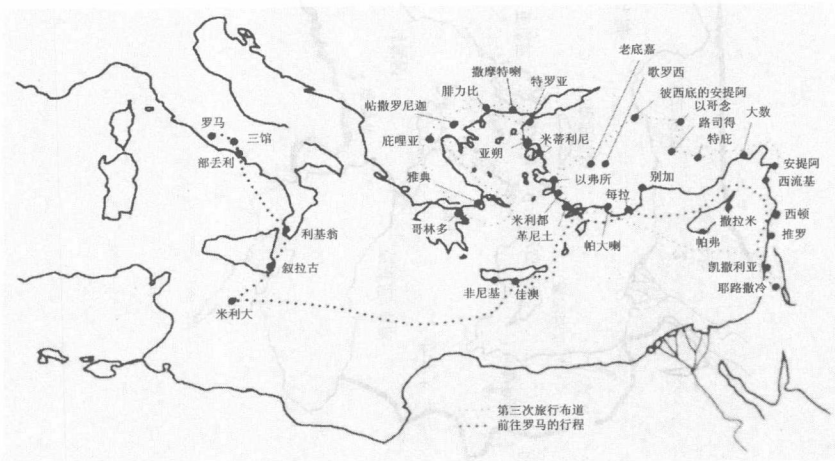 老底嘉
撒摩特喇
特罗亚
歌罗西
腓力比
彼西底的安提阿
以哥念
帖撒罗尼迦
路司得
大数
罗马
三馆
庇哩亚
亚朔
米蒂利尼
特庇
部丢利
安提阿
雅典
以弗所
别加
西流基
每拉
哥林多
米利都
撒拉米
西顿
利基翁
革尼土
帕大喇
帕弗
推罗
叙拉古
凯撒利亚
非尼基
佳澳
耶路撒冷
米利大
第三次旅行布道
前往罗马的行程